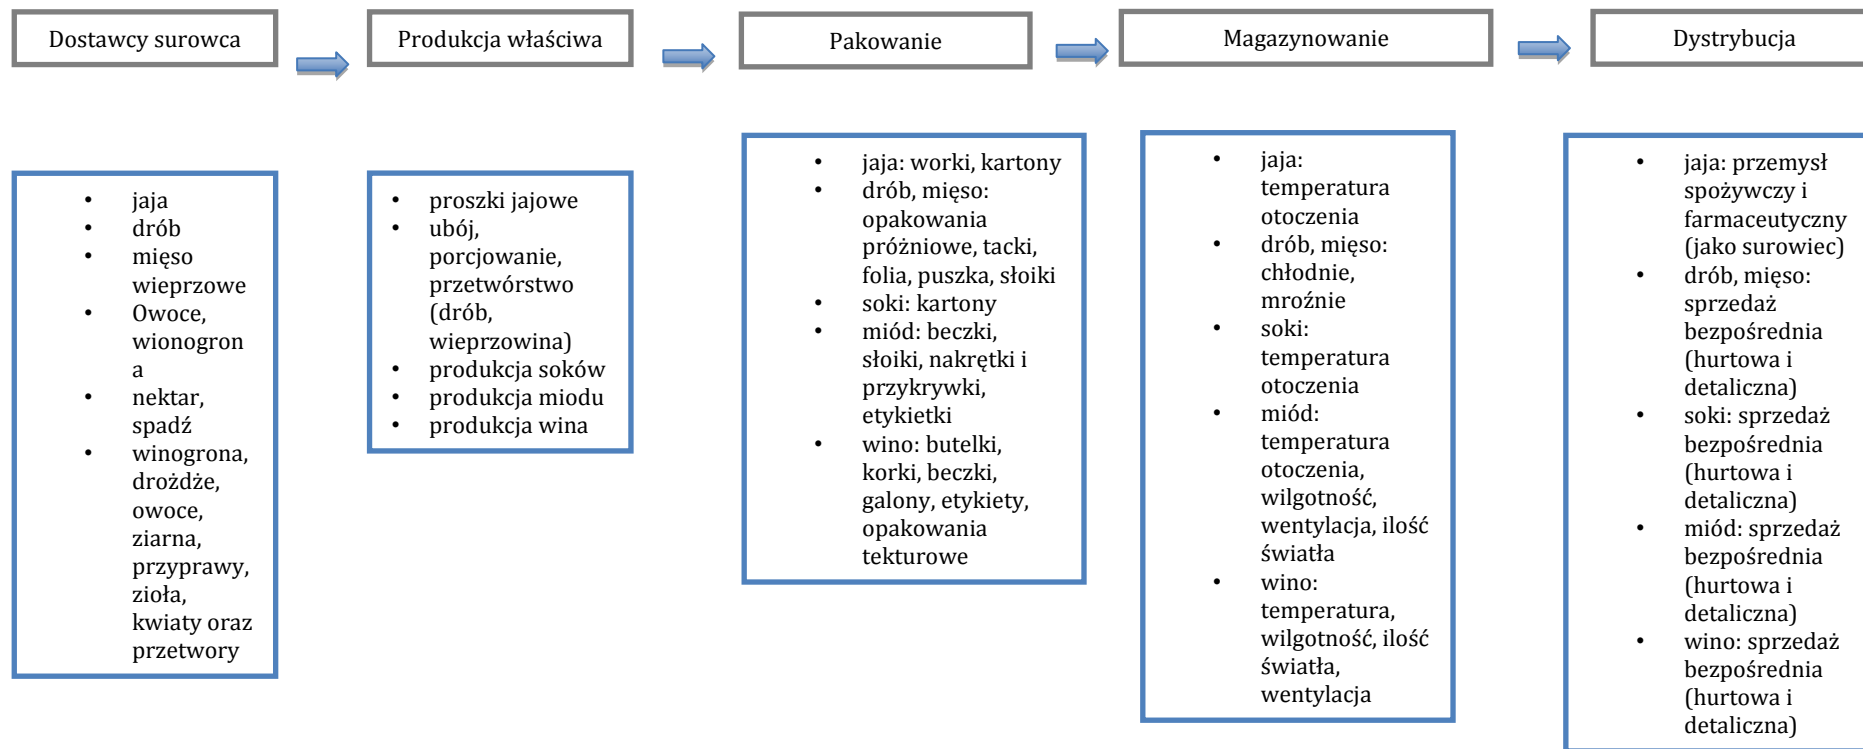 Dostawcy surowca
Produkcja właściwa
Pakowanie
Magazynowanie
Dystrybucja
• jaja
• drób
• mięso
wieprzowe
• Owoce,
wionogron
a
• nektar,
spadź
• winogrona,
drożdże,
owoce,
ziarna,
przyprawy,
zioła,
kwiaty oraz
przetwory
• proszki jajowe
• ubój,
porcjowanie,
przetwórstwo
(drób,
wieprzowina)
• produkcja soków
• produkcja miodu
• produkcja wina
• jaja: worki, kartony
• drób, mięso:
opakowania
próżniowe, tacki,
folia, puszka, słoiki
• soki: kartony
• miód: beczki,
słoiki, nakrętki i
przykrywki,
etykietki
• wino: butelki,
korki, beczki,
galony, etykiety,
opakowania
tekturowe
• jaja:
temperatura
otoczenia
• drób, mięso:
chłodnie,
mroźnie
• soki:
temperatura
otoczenia
• miód:
temperatura
otoczenia,
wilgotność,
wentylacja, ilość
światła
• wino:
temperatura,
wilgotność, ilość
światła,
wentylacja
• jaja: przemysł
spożywczy i
farmaceutyczny
(jako surowiec)
• drób, mięso:
sprzedaż
bezpośrednia
(hurtowa i
detaliczna)
• soki: sprzedaż
bezpośrednia
(hurtowa i
detaliczna)
• miód: sprzedaż
bezpośrednia
(hurtowa i
detaliczna)
• wino: sprzedaż
bezpośrednia
(hurtowa i
detaliczna)